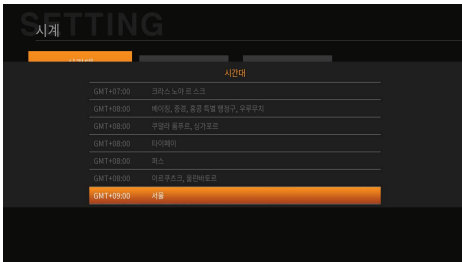 SETTING
시계
시간대
시간대
GMT+07:00 크라스 노야 르 스크
GMT+08:00 베이징, 충칭, 홍콩 특별 행정구, 우루무치
GMT+08:00 쿠알라 룸푸르, 싱가포르
GMT+08:00 타이페이
GMT+08:00 퍼스
GMT+08:00 이르쿠츠크, 울란바토르
GMT+09:00 서울